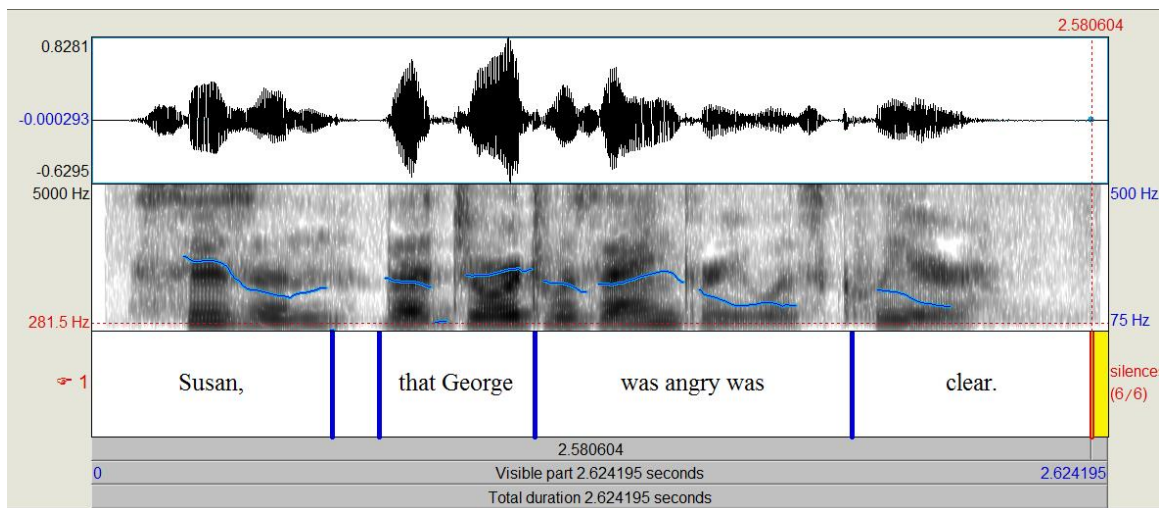 2.580604
0.8281
-0.000293
-0.6295
5000 Hz
500 Hz
281.5 Hz
75 Hz
☞ 1
Susan,
that George
was angry was
clear.
silences
(6/6)
2.580604
0
Visible part 2.624195 seconds
2.624195
Total duration 2.624195 seconds